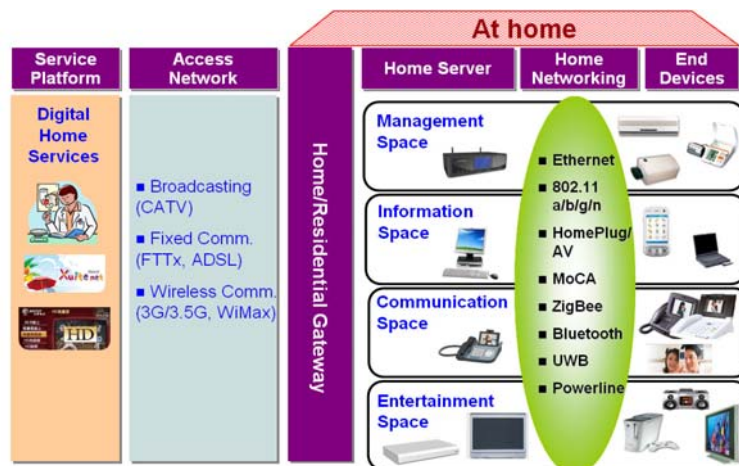 At home
Service
Platform
Access
Network
Home Server
Home
Networking
End
Devices
Digital
Home
Services
Xuite.net
HD
■ Broadcasting
(CATV)
■ Fixed Comm.
(FTTx, ADSL)
■ Wireless Comm.
(3G/3.5G, WiMax)
Home/Residential Gateway
Management
Space
Information
Space
Communication
Space
Entertainment
Space
■ Ethernet
■ 802.11
a/b/g/n
■ HomePlug/
AV
■ MoCA
■ ZigBee
■ Bluetooth
■ UWB
■ Powerline